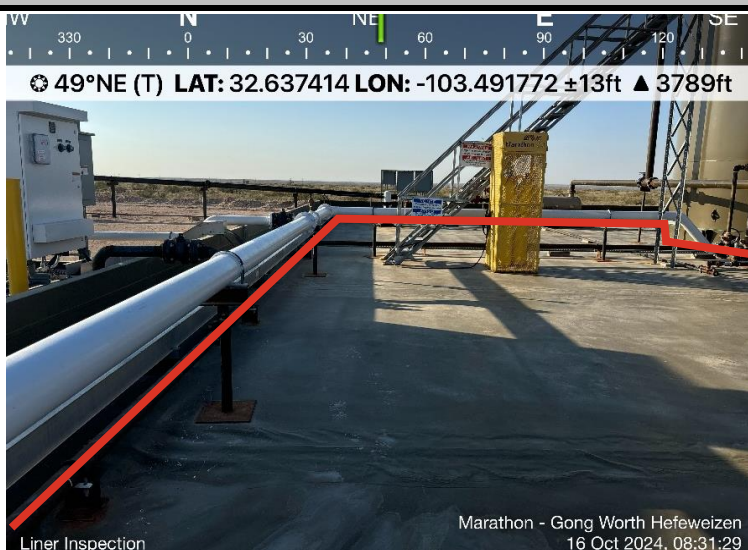 NW N NE E SE
330 0 30 60 90 120
49°NE (T) LAT: 32.637414 LON: -103.491772 ±13ft ▲ 3789ft
Marathon
Liner Inspection
Marathon - Gong Worth Hefeweizen
16 Oct 2024, 08:31:29